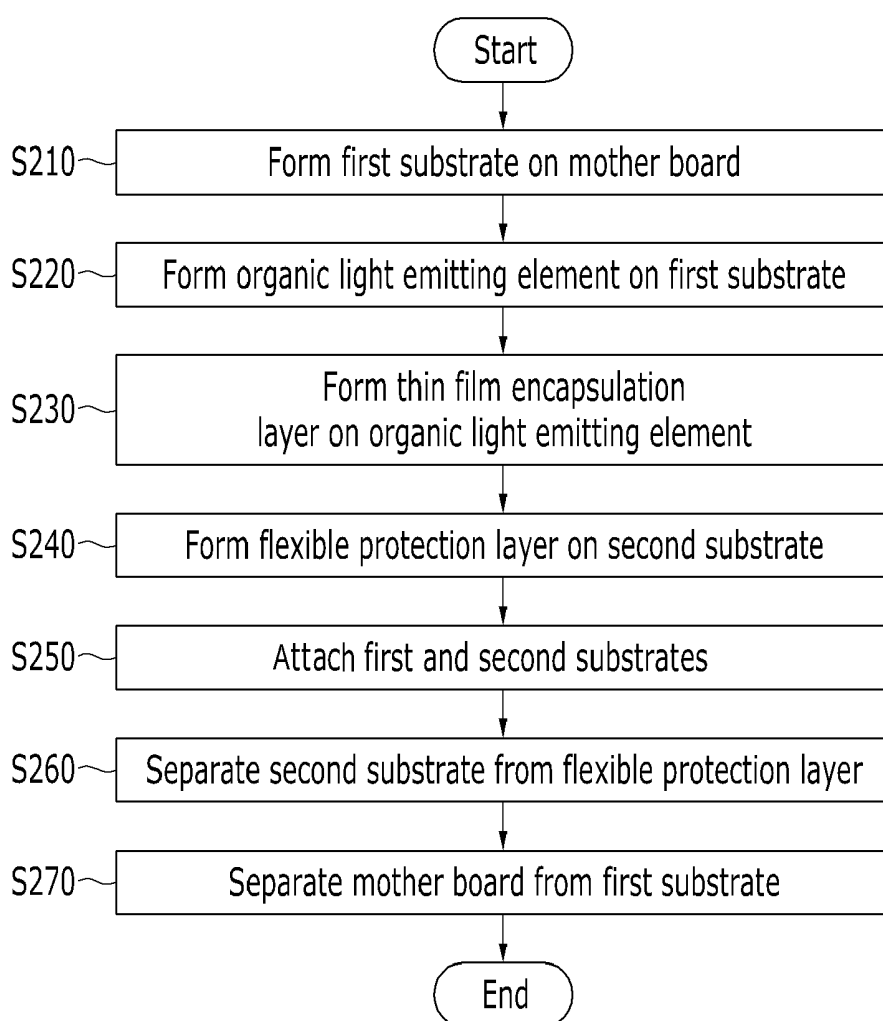 Start
S210
Form first substrate on mother board
S220
Form organic light emitting element on first substrate
S230
Form thin film encapsulation
layer on organic light emitting element
S240
Form flexible protection layer on second substrate
S250
Attach first and second substrates
S260
Separate second substrate from flexible protection layer
S270
Separate mother board from first substrate
End